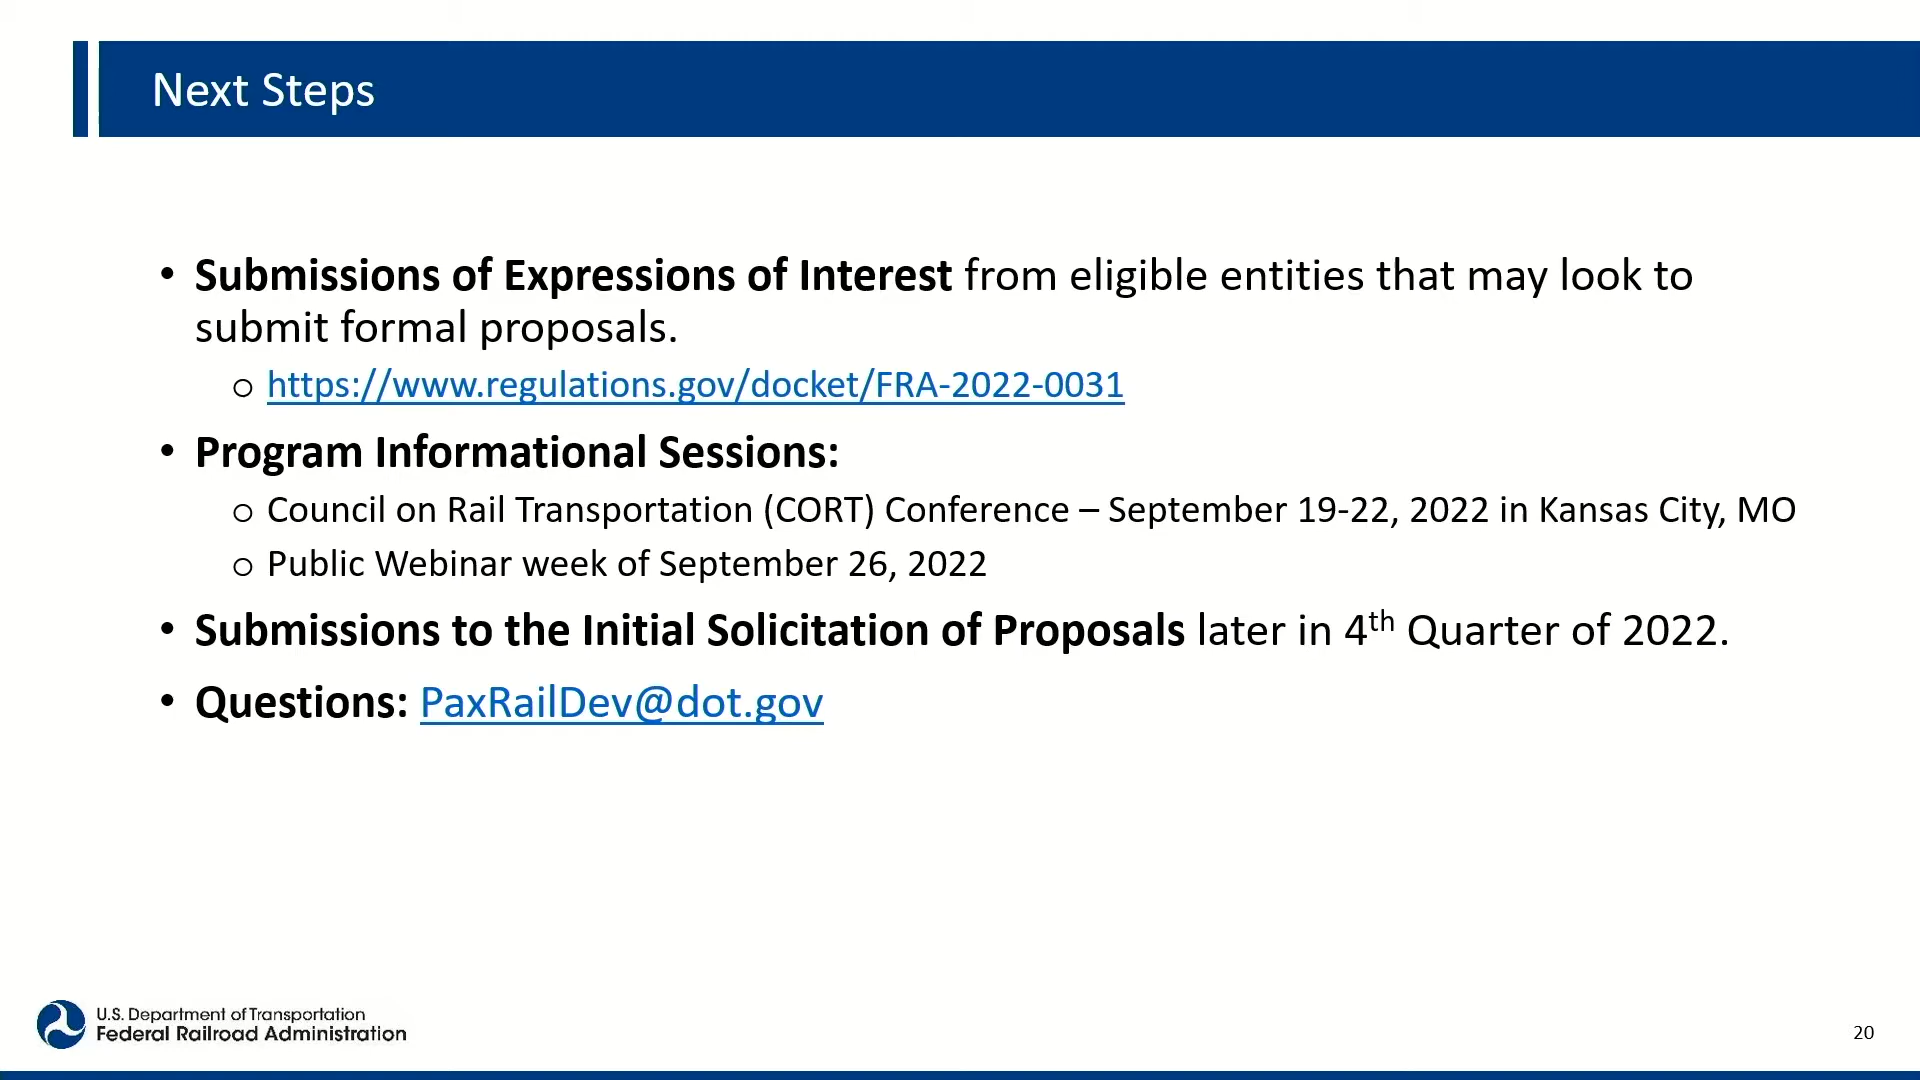 Next Steps
• Submissions of Expressions of Interest from eligible entities that may look to
submit formal proposals.
o https://www.regulations.gov/docket/FRA-2022-0031
• Program Informational Sessions:
o Council on Rail Transportation (CORT) Conference – September 19-22, 2022 in Kansas City, MO
o Public Webinar week of September 26, 2022
• Submissions to the Initial Solicitation of Proposals later in 4th Quarter of 2022.
• Questions: PaxRailDev@dot.gov
U.S. Department of Transportation
Federal Railroad Administration
20